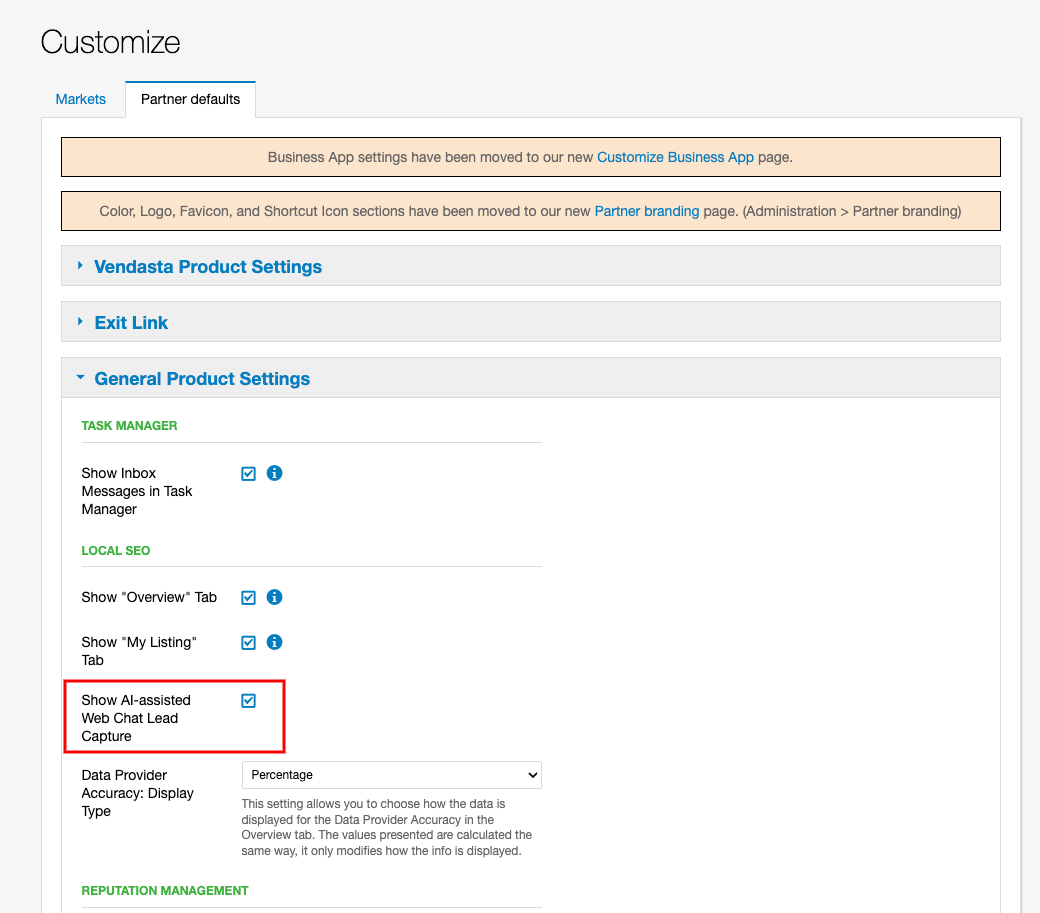 Customize
Markets
Partner defaults
Business App settings have been moved to our new Customize Business App page.
Color, Logo, Favicon, and Shortcut Icon sections have been moved to our new Partner branding page. (Administration > Partner branding)
Vendasta Product Settings
Exit Link
General Product Settings
TASK MANAGER
Show Inbox
Messages in Task
Manager
LOCAL SEO
Show "Overview" Tab
Show "My Listing"
Tab
Show AI-assisted
Web Chat Lead
Capture
Data Provider
Accuracy: Display
Type
Percentage
This setting allows you to choose how the data is
displayed for the Data Provider Accuracy in the
Overview tab. The values presented are calculated the
same way, it only modifies how the info is displayed.
REPUTATION MANAGEMENT